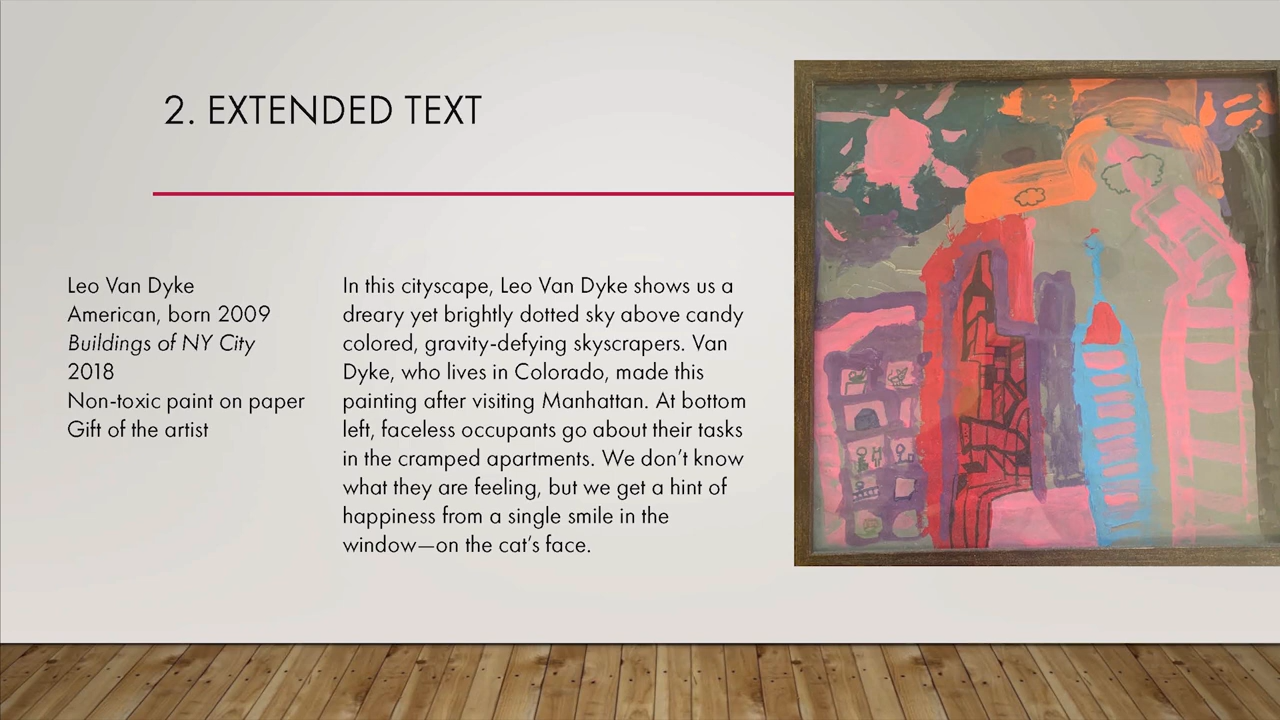 2. EXTENDED TEXT
Leo Van Dyke
American, born 2009
Buildings of NY City
2018
Non-toxic paint on paper
Gift of the artist
In this cityscape, Leo Van Dyke shows us a
dreary yet brightly dotted sky above candy
colored, gravity-defying skyscrapers. Van
Dyke, who lives in Colorado, made this
painting after visiting Manhattan. At bottom
left, faceless occupants go about their tasks
in the cramped apartments. We don’t know
what they are feeling, but we get a hint of
happiness from a single smile in the
window—on the cat’s face.